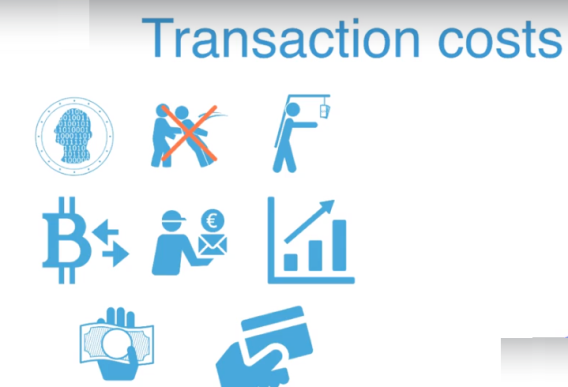 Transaction costs
€